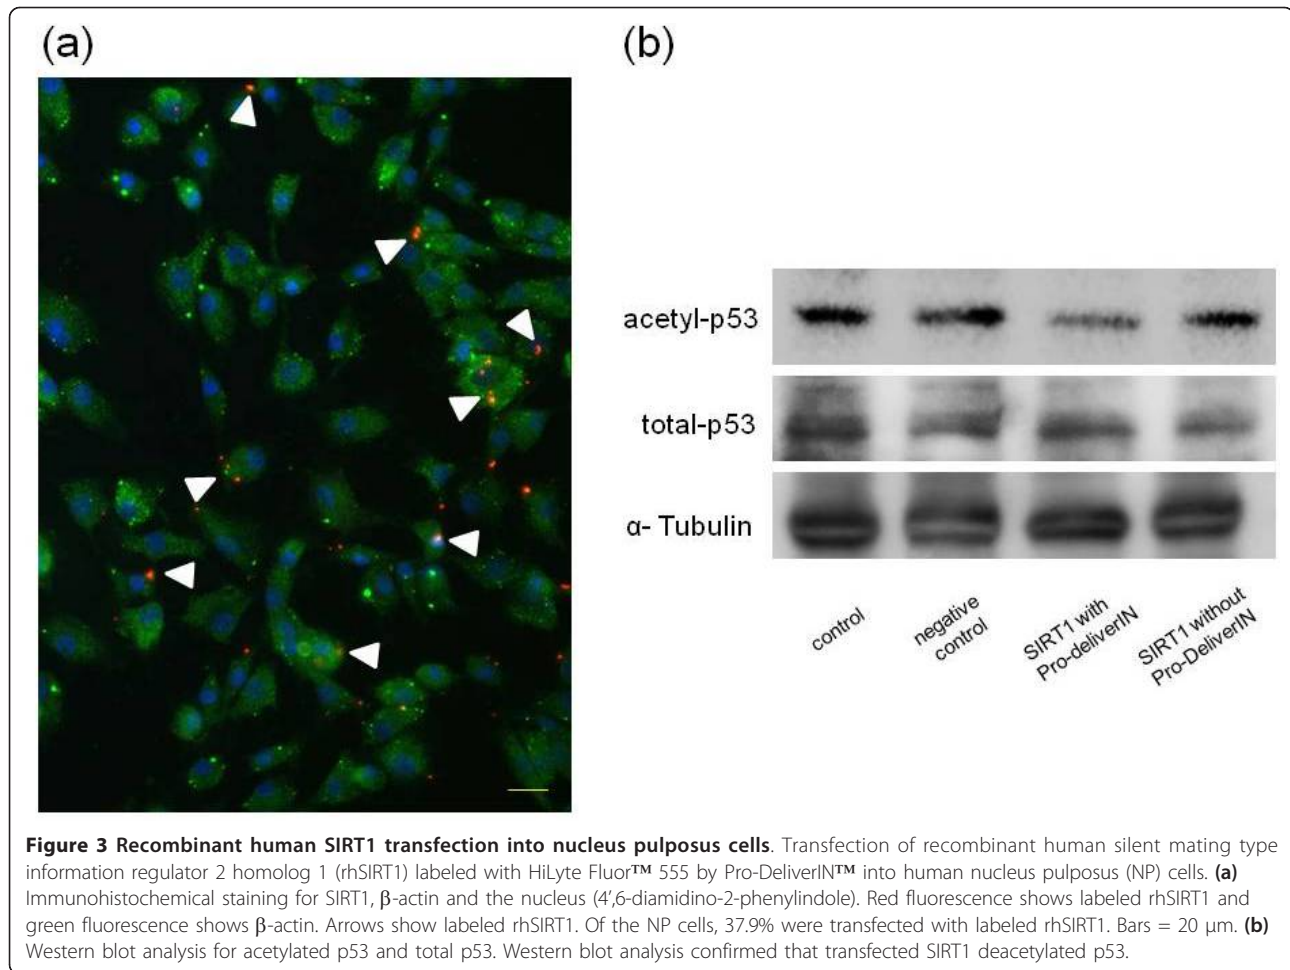 (a)
(b)
acetyl-p53
total-p53
α- Tubulin
control
negative
control
SIRT1 with
Pro-deliverIN
SIRT1 without
Pro-DeliverIN
Figure 3 Recombinant human SIRT1 transfection into nucleus pulposus cells. Transfection of recombinant human silent mating type
information regulator 2 homolog 1 (rhSIRT1) labeled with HiLyte Fluor™ 555 by Pro-DeliverIN™ into human nucleus pulposus (NP) cells. (a)
Immunohistochemical staining for SIRT1, β-actin and the nucleus (4′,6-diamidino-2-phenylindole). Red fluorescence shows labeled rhSIRT1 and
green fluorescence shows β-actin. Arrows show labeled rhSIRT1. Of the NP cells, 37.9% were transfected with labeled rhSIRT1. Bars = 20 μm. (b)
Western blot analysis for acetylated p53 and total p53. Western blot analysis confirmed that transfected SIRT1 deacetylated p53.